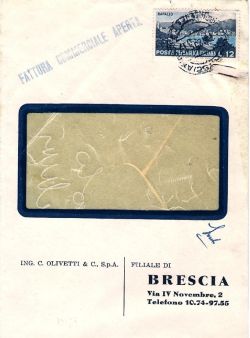 RAPALLO
POSTE ITALIANE L. 12
FATTURA COMMERCIALE APERTA
ING. C. OLIVETTI & C., S.p.A.
FILIALE DI
BRESCIA
Via IV Novembre, 2
Telefono 10.74-97.55